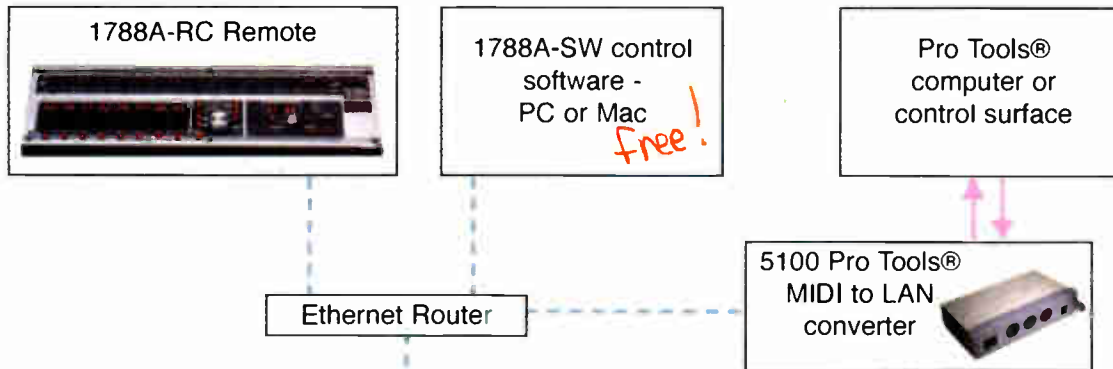 1788A-RC Remote
1788A-SW control
software -
PC or Mac
free!
Pro Tools®
computer or
control surface
5100 Pro Tools®
MIDI to LAN
converter
Ethernet Router